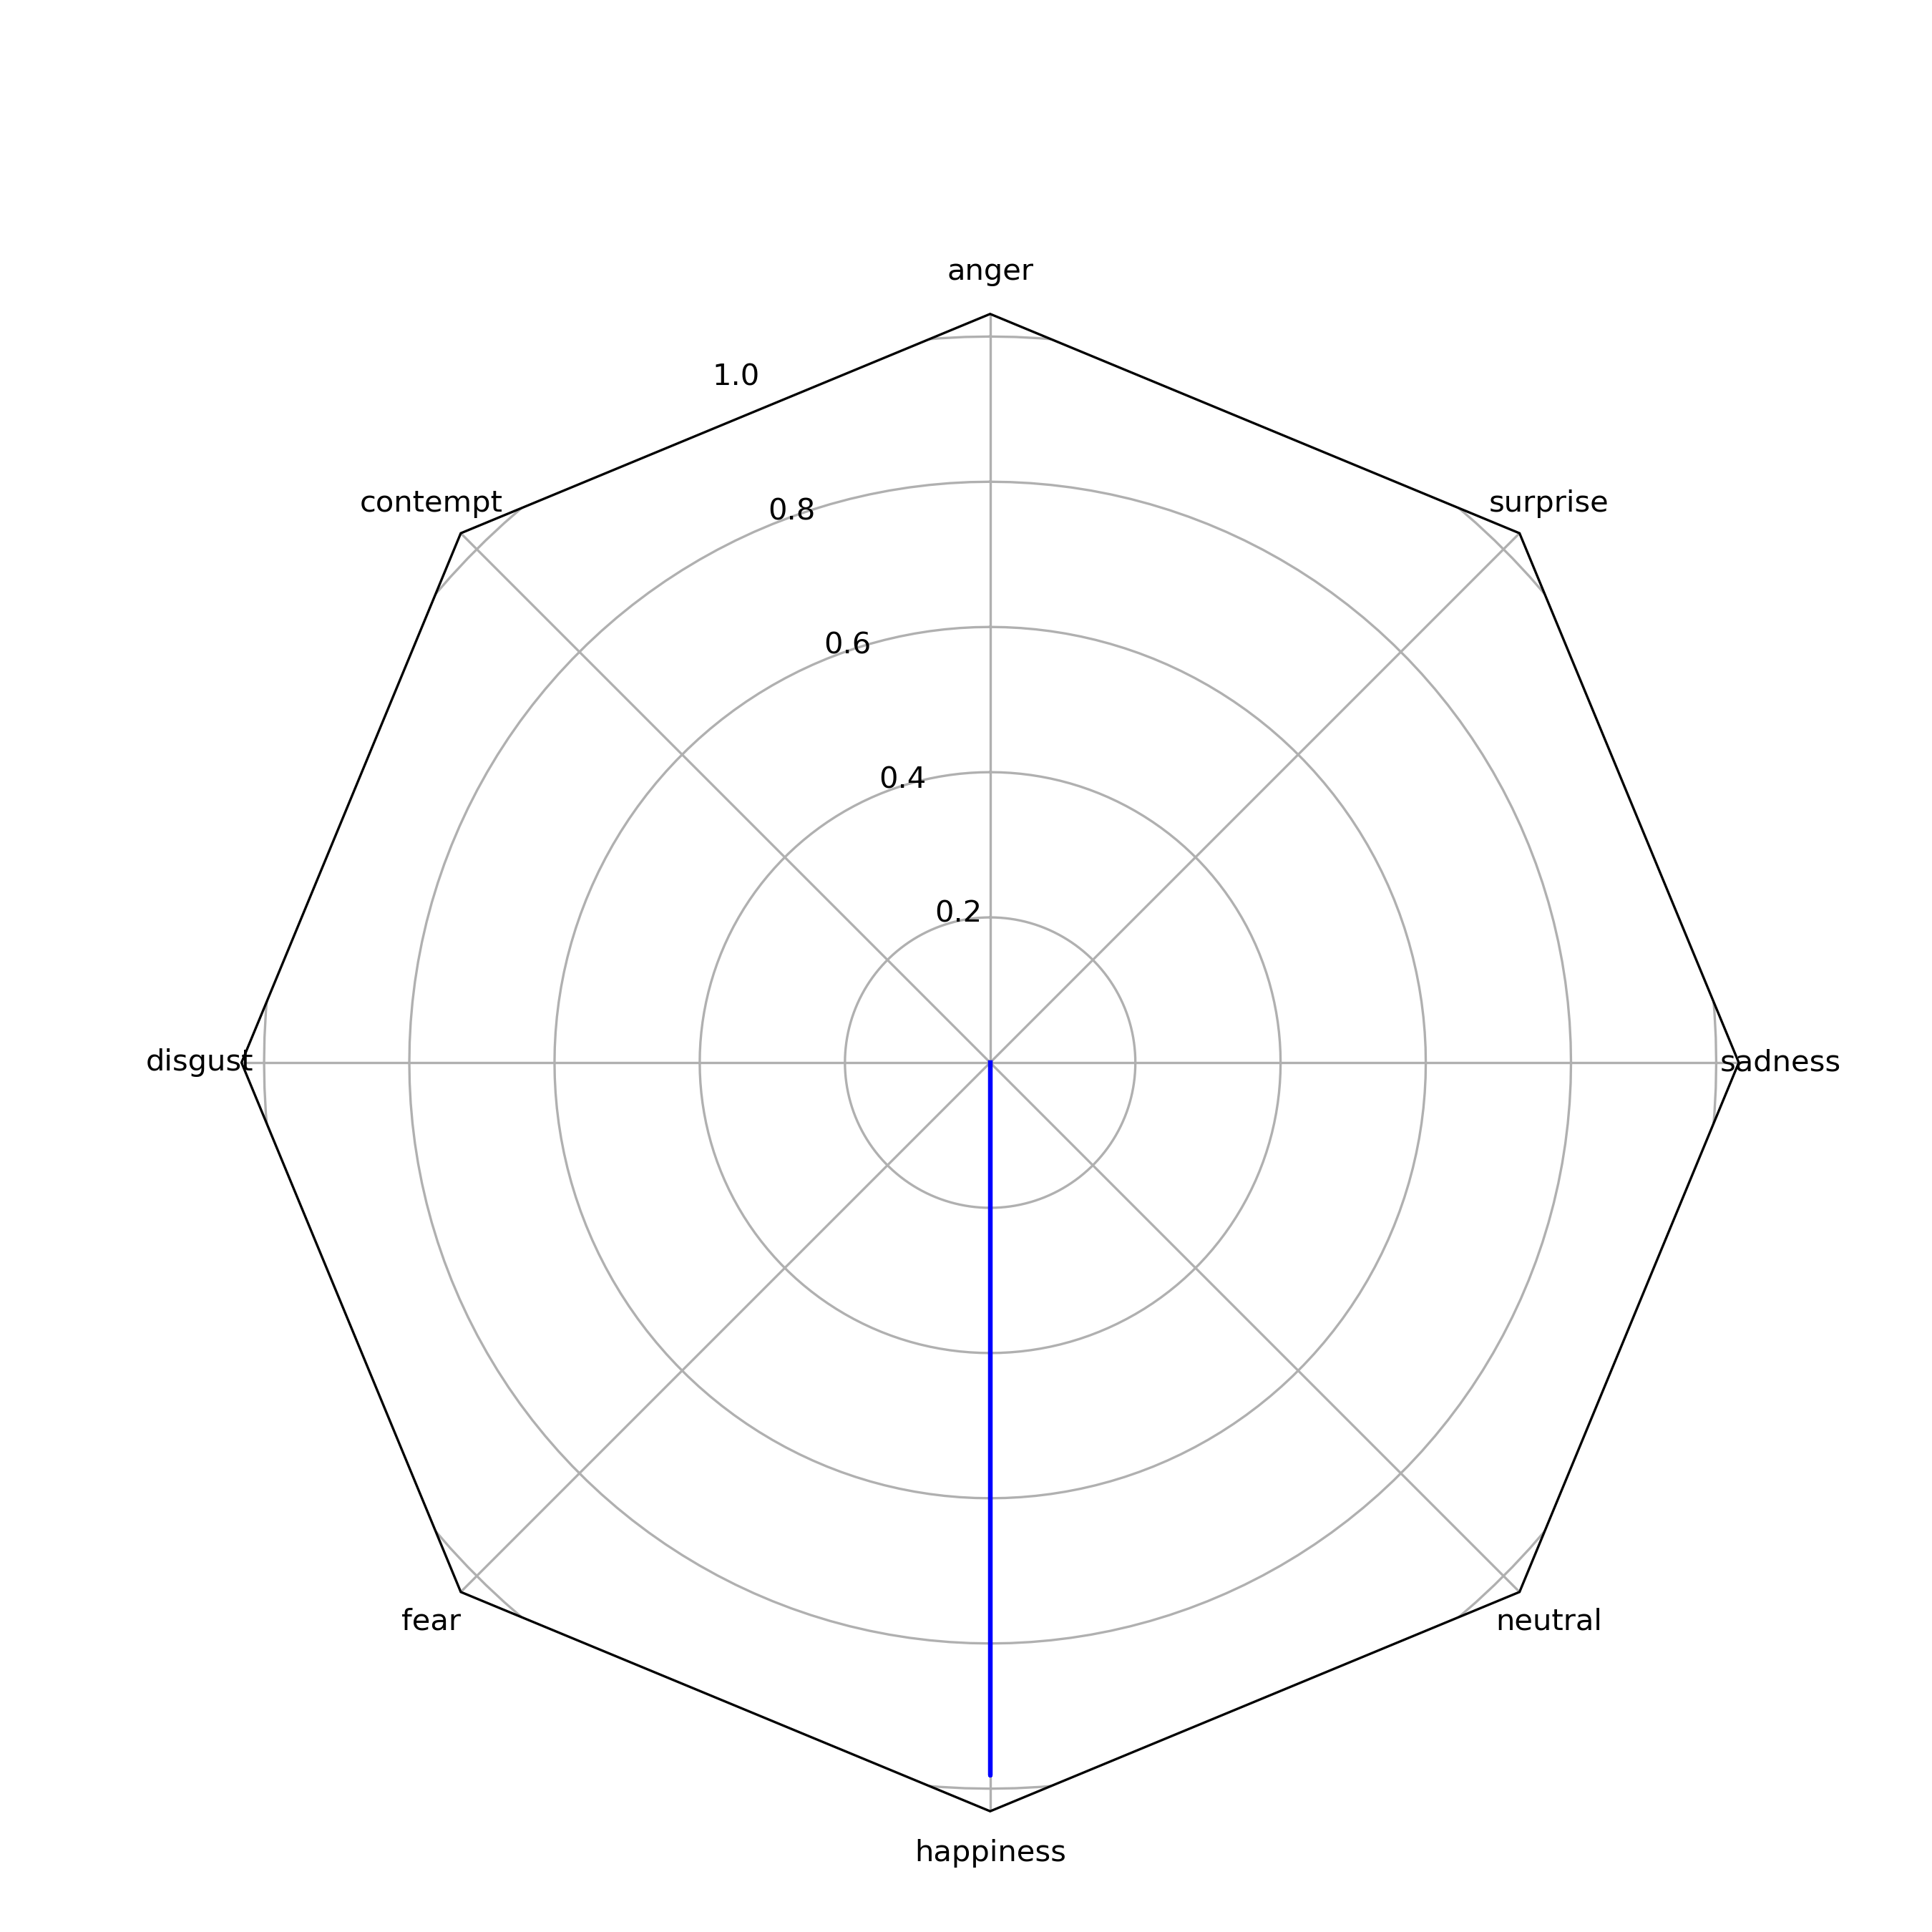 anger
1.0
contempt
surprise
0.8
0.6
0.4
0.2
disgust
sadness
fear
neutral
happiness